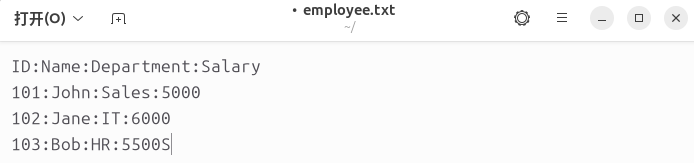 打开(O)
• employee.txt
~/
ID:Name:Department:Salary
101:John:Sales:5000
102:Jane:IT:6000
103:Bob:HR:5500S